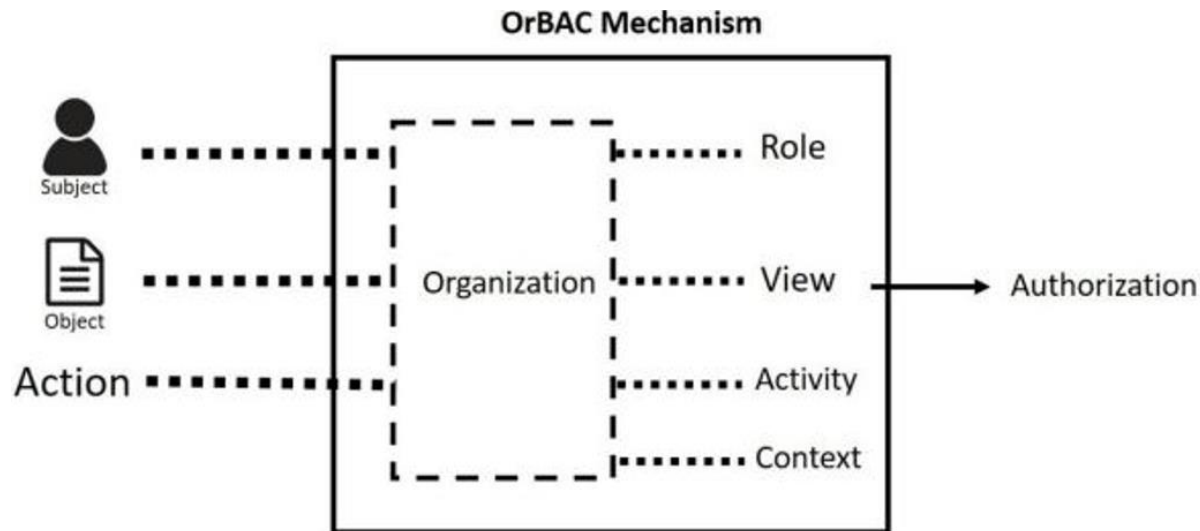 OrBAC Mechanism
Subject
Role
Object
Organization
View
Authorization
Action
Activity
Context